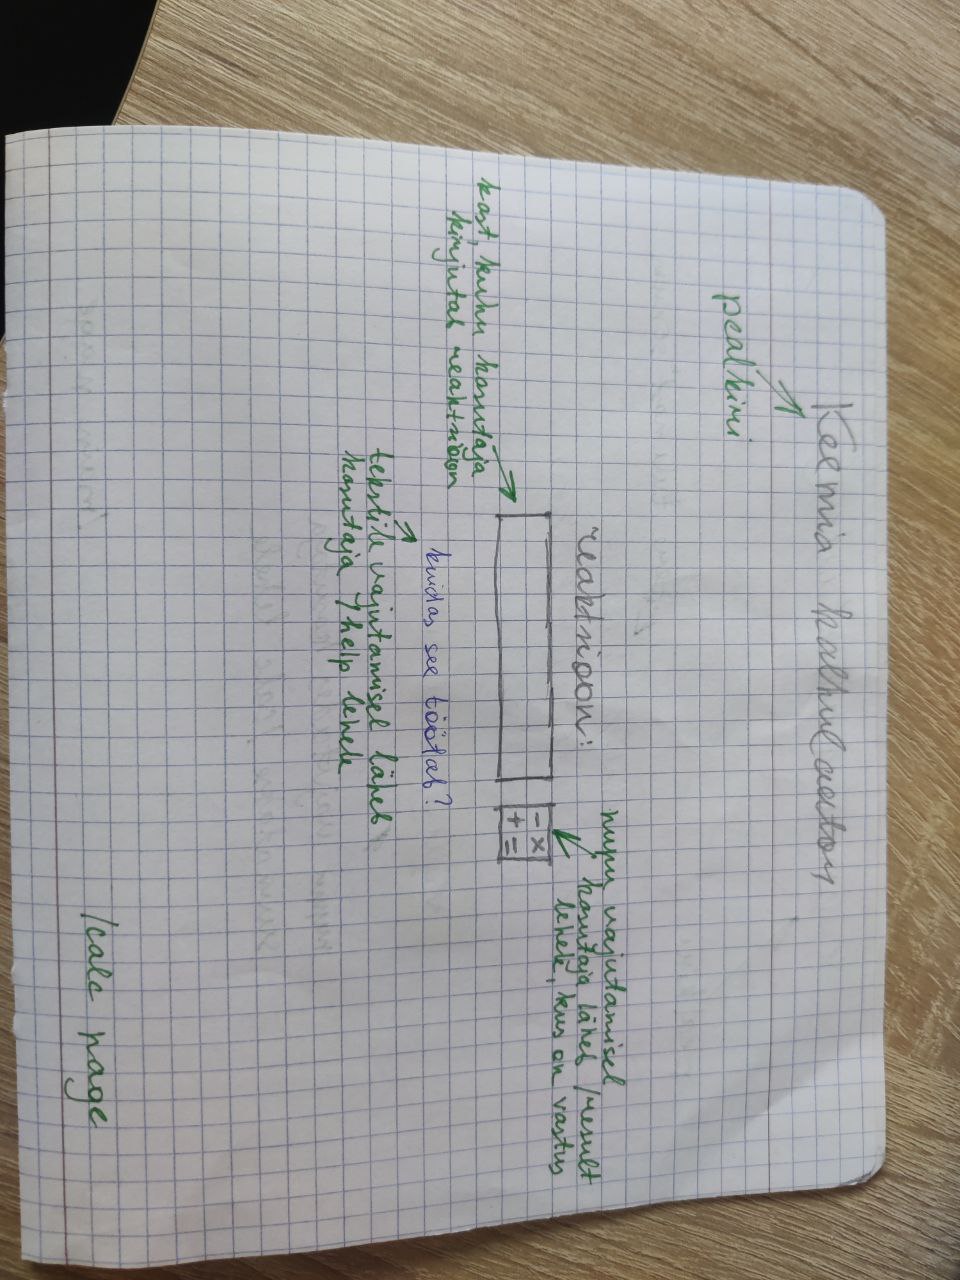 Keemia kalkulaator
pealkiri
nupu vajutamisel
kasutaja läheb /result
lehele, kus on vastus
reaktsioon:
- ×
+ =
kast, kuhu kasutaja
kirjutab reaktsioon
kuidas see töötab?
tekstile vajutamisel läheb
kasutaja /help lehele
/calc page